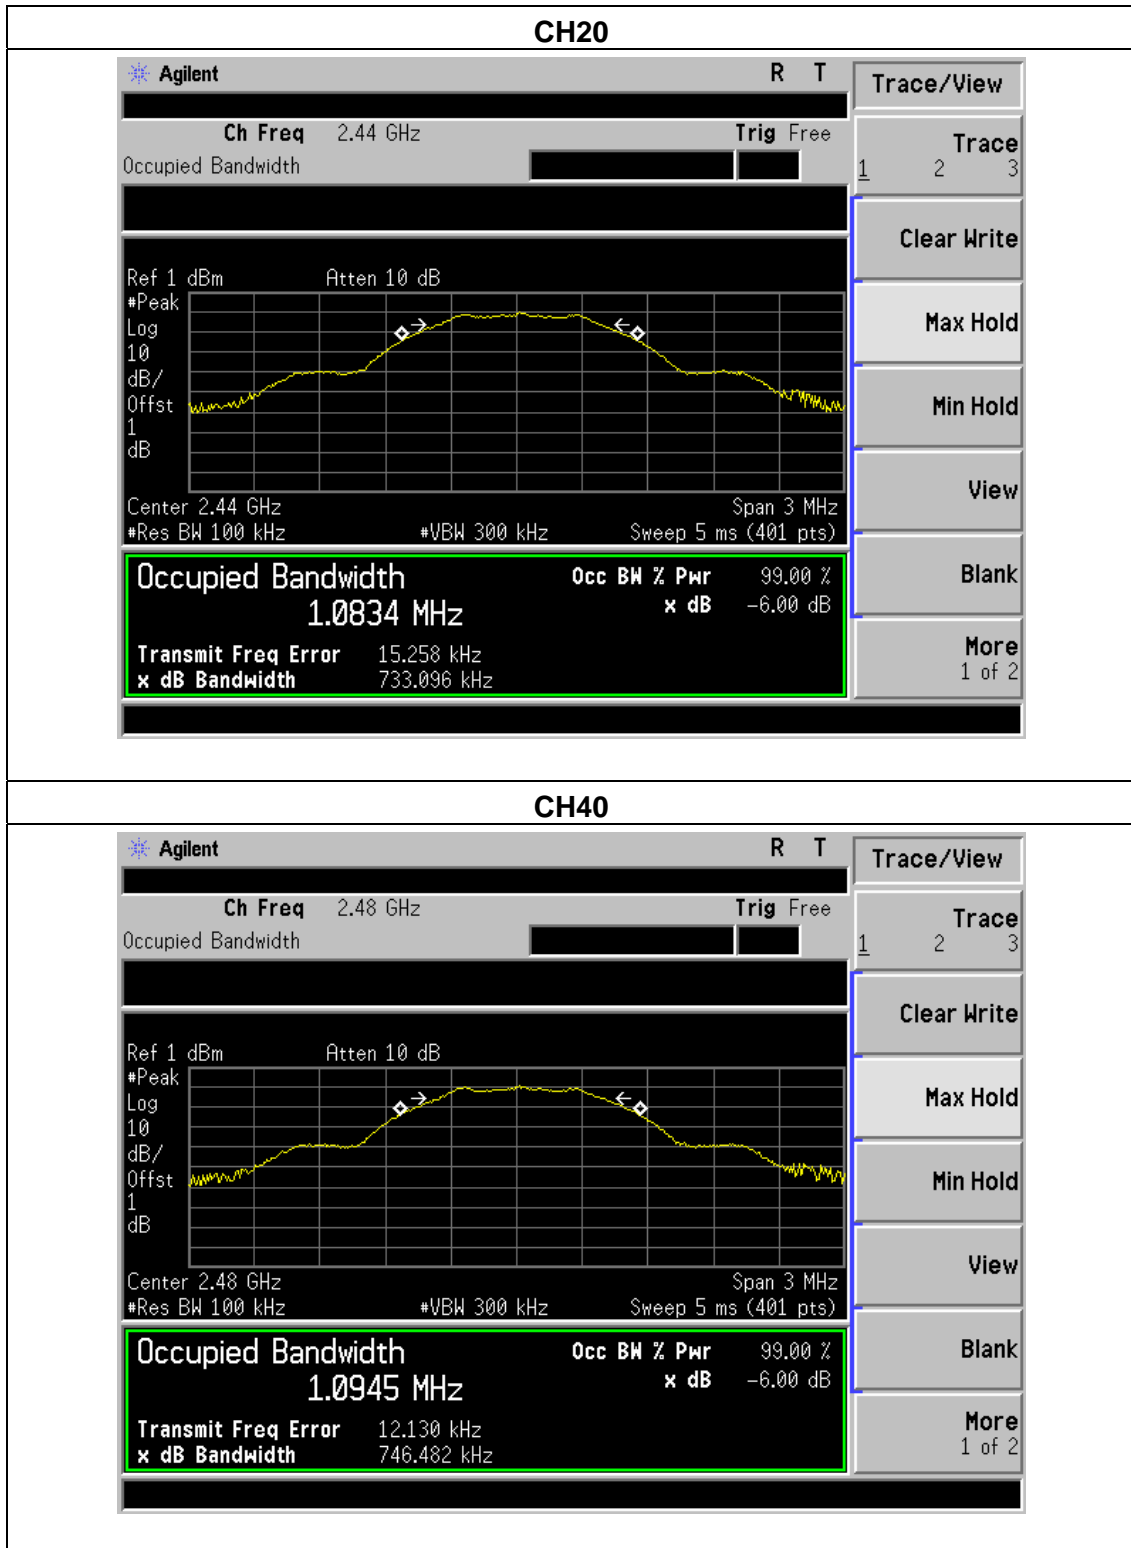 CH20
Agilent R T
Trace/View
Ch Freq 2.44 GHz Trig Free
Occupied Bandwidth
Trace
1 2 3
Clear Write
Ref 1 dBm Atten 10 dB
#Peak
Log
10
dB/
Offst
1
dB
Max Hold
Min Hold
View
Center 2.44 GHz Span 3 MHz
#Res BW 100 kHz #VBW 300 kHz Sweep 5 ms (401 pts)
Occupied Bandwidth Occ BW % Pwr 99.00 %
1.0834 MHz x dB -6.00 dB
Blank
Transmit Freq Error 15.258 kHz
x dB Bandwidth 733.096 kHz
More
1 of 2
CH40
Agilent R T
Trace/View
Ch Freq 2.48 GHz Trig Free
Occupied Bandwidth
Trace
1 2 3
Clear Write
Ref 1 dBm Atten 10 dB
#Peak
Log
10
dB/
Offst
1
dB
Max Hold
Min Hold
View
Center 2.48 GHz Span 3 MHz
#Res BW 100 kHz #VBW 300 kHz Sweep 5 ms (401 pts)
Occupied Bandwidth Occ BW % Pwr 99.00 %
1.0945 MHz x dB -6.00 dB
Blank
Transmit Freq Error 12.130 kHz
x dB Bandwidth 746.482 kHz
More
1 of 2